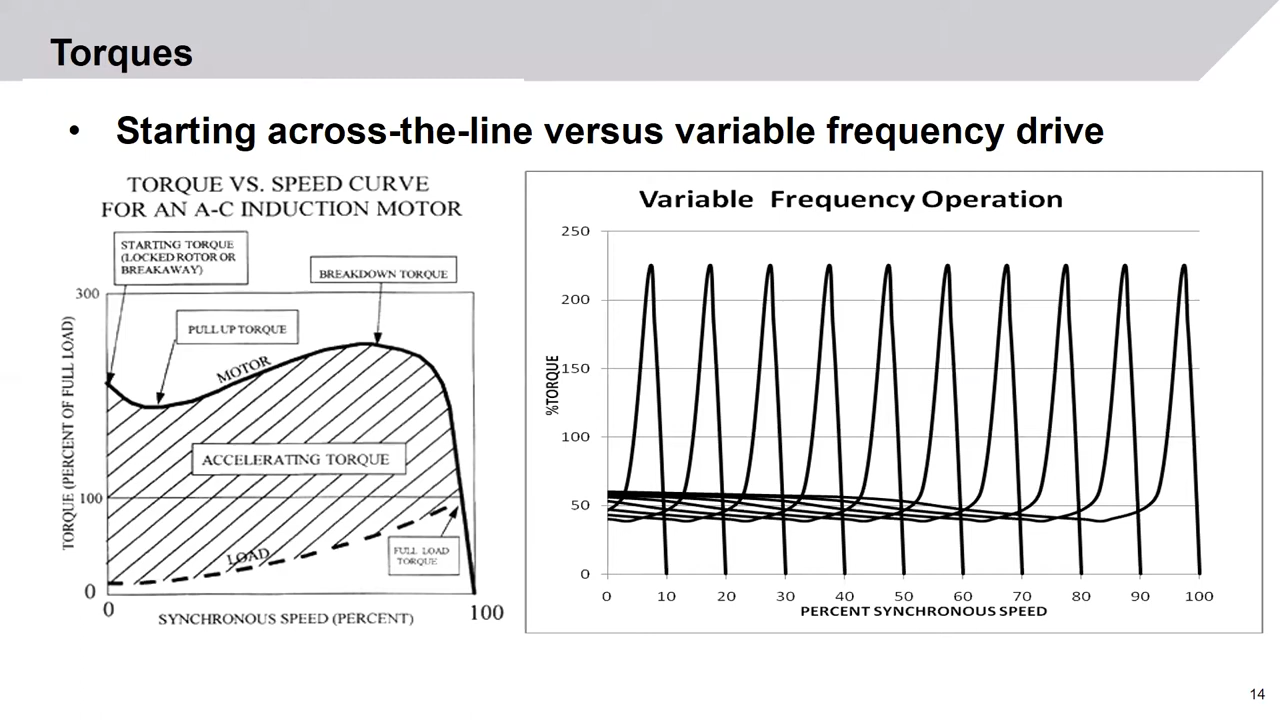 Torques
• Starting across-the-line versus variable frequency drive
TORQUE VS. SPEED CURVE
FOR AN A-C INDUCTION MOTOR
STARTING TORQUE
(LOCKED ROTOR OR
BREAKAWAY)
BREAKDOWN TORQUE
300
PULL UP TORQUE
MOTOR
TORQUE (PERCENT OF FULL LOAD)
ACCELERATING TORQUE
100
LOAD
FULL LOAD
TORQUE
0
0
100
SYNCHRONOUS SPEED (PERCENT)
Variable Frequency Operation
250
200
150
100
50
0
%TORQUE
0 10 20 30 40 50 60 70 80 90 100
PERCENT SYNCHRONOUS SPEED
14